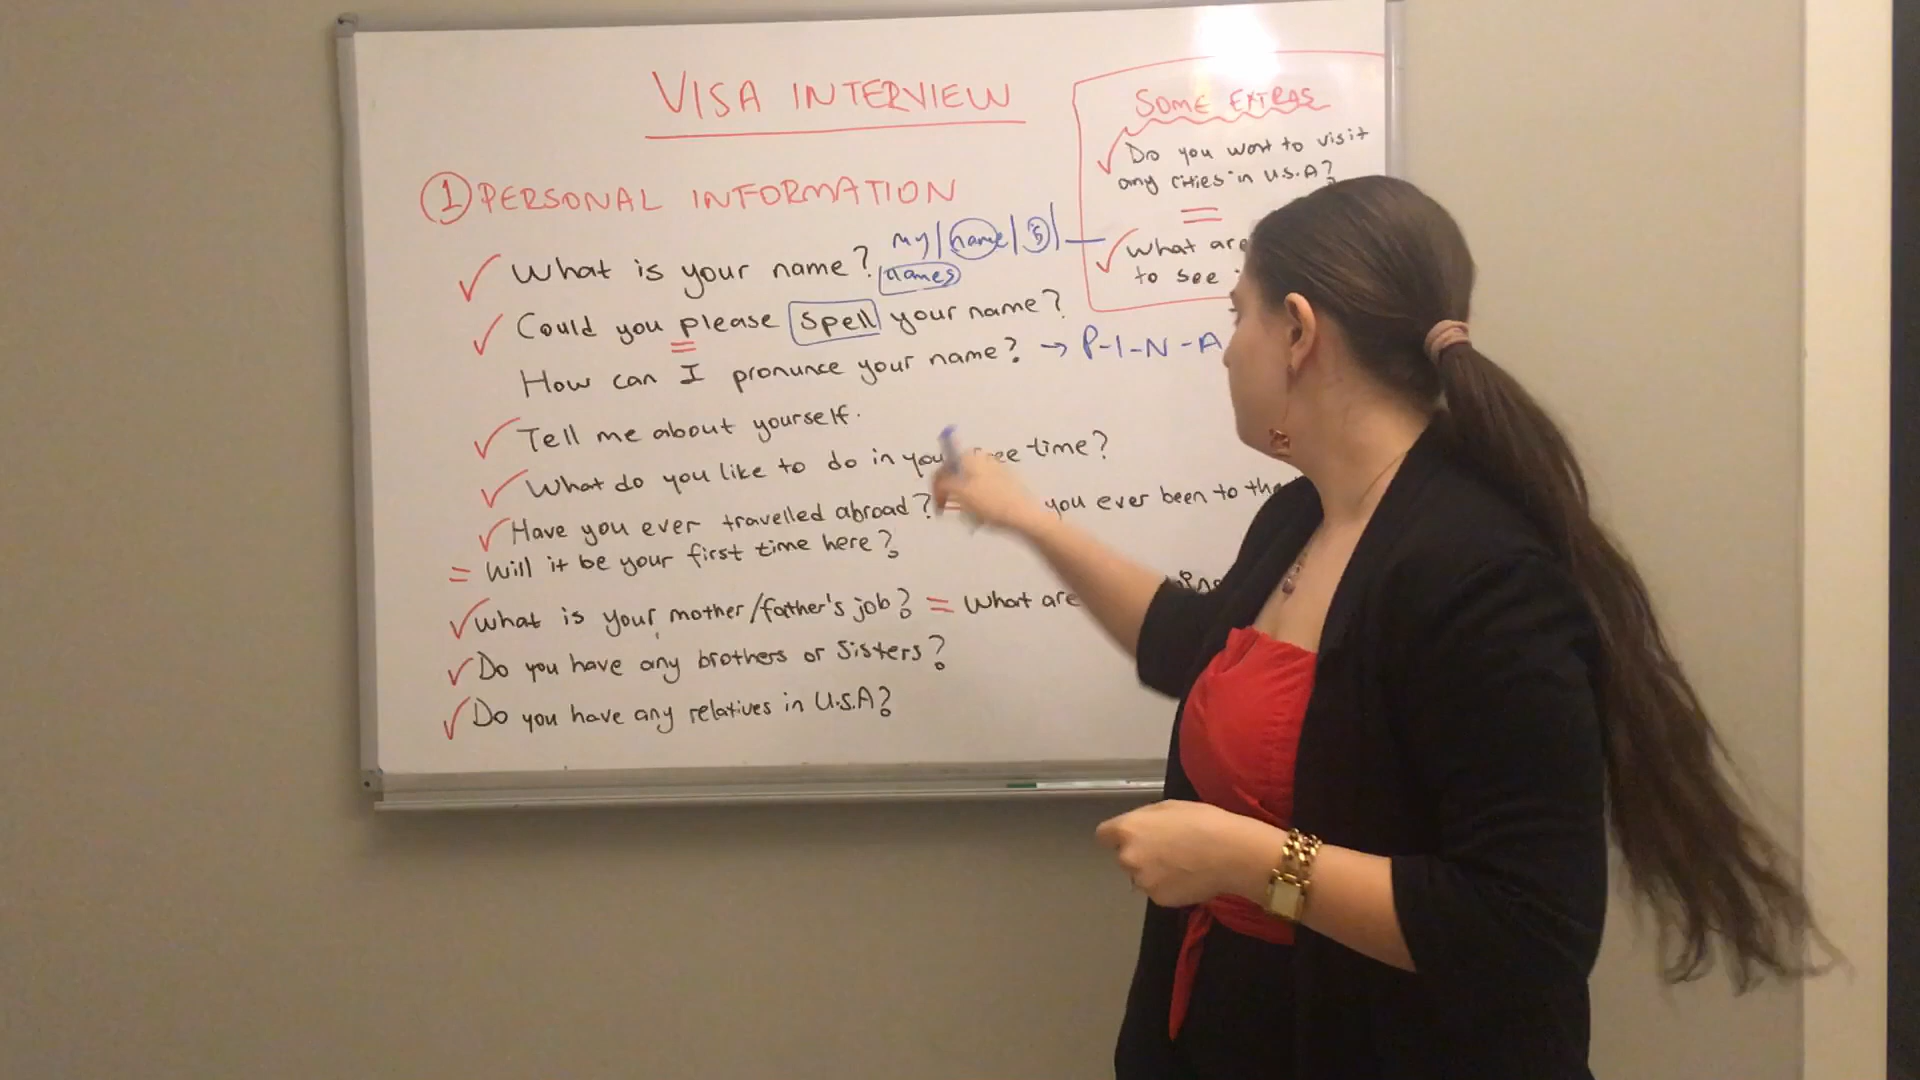 VISA INTERVIEW
1 PERSONAL INFORMATION
What is your name? my | name | is | —
names
Could you please spell your name?
How can I pronunce your name? → P-I-N-A
Tell me about yourself.
What do you like to do in your free time?
Have you ever travelled abroad? = you ever been to the
= Will it be your first time here?
What is your mother/father's job? = What are
Do you have any brothers or sisters?
Do you have any relatives in U.S.A?
SOME EXTRAS
Do you want to visit
any cities in U.S.A?
=
What are
to see